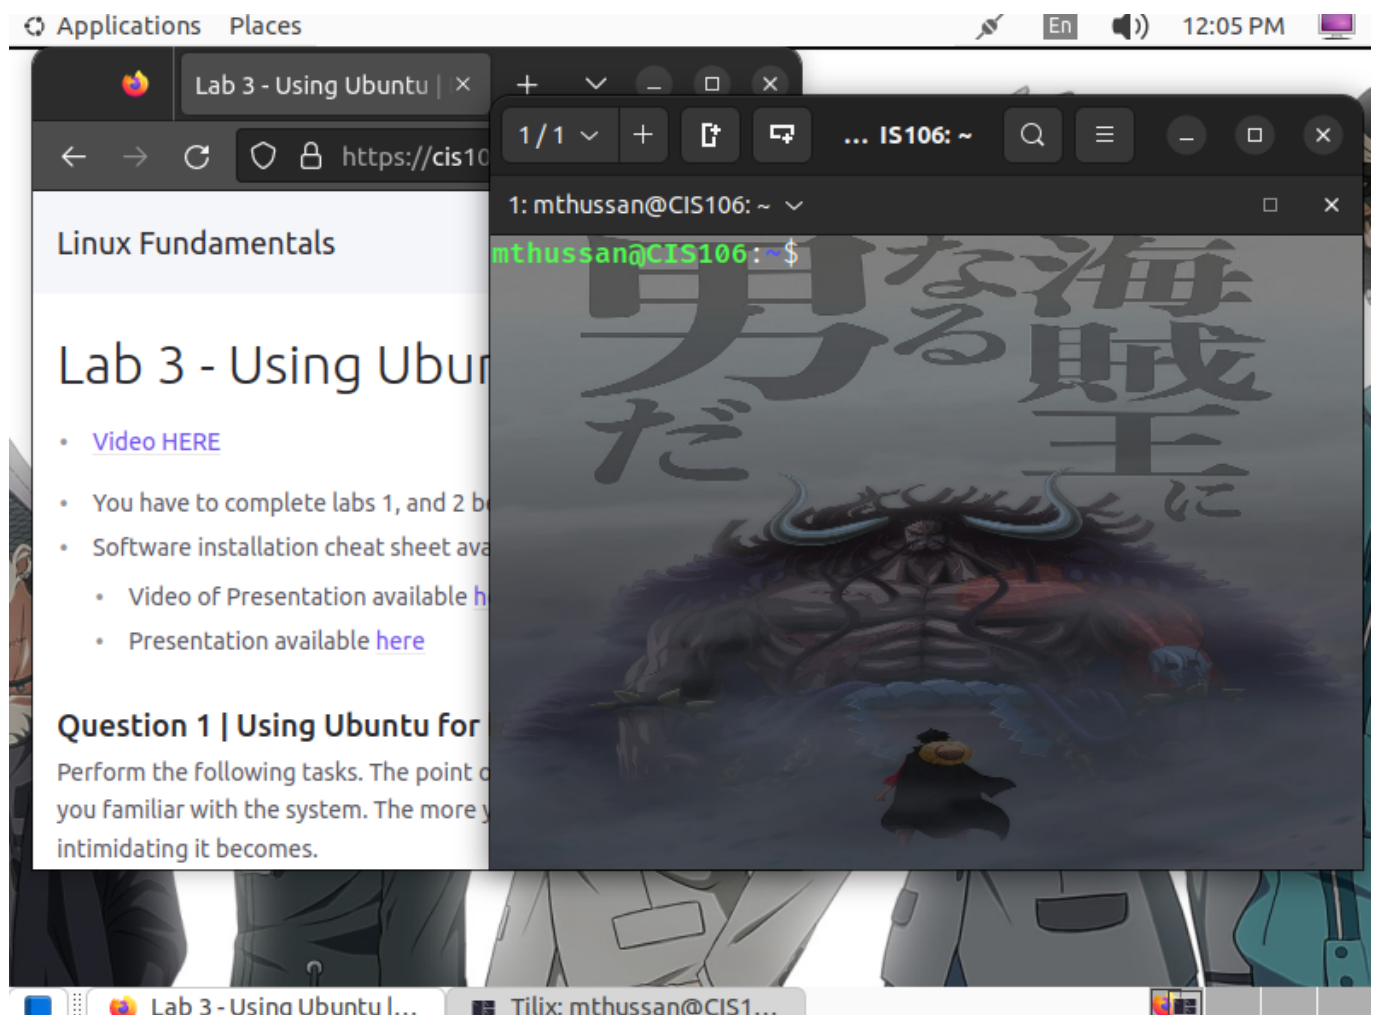 Applications Places En 12:05 PM
Lab 3 - Using Ubuntu |
https://cis10
Linux Fundamentals
Lab 3 - Using Ubun
• Video HERE
• You have to complete labs 1, and 2 be
• Software installation cheat sheet ava
• Video of Presentation available h
• Presentation available here
Question 1 | Using Ubuntu for
Perform the following tasks. The point o
you familiar with the system. The more y
intimidating it becomes.
1 / 1 ... IS106: ~
1: mthussan@CIS106: ~
mthussan@CIS106:~$
海賊王に
なる
男だ
Lab 3 - Using Ubuntu |...
Tilix: mthussan@CIS1...